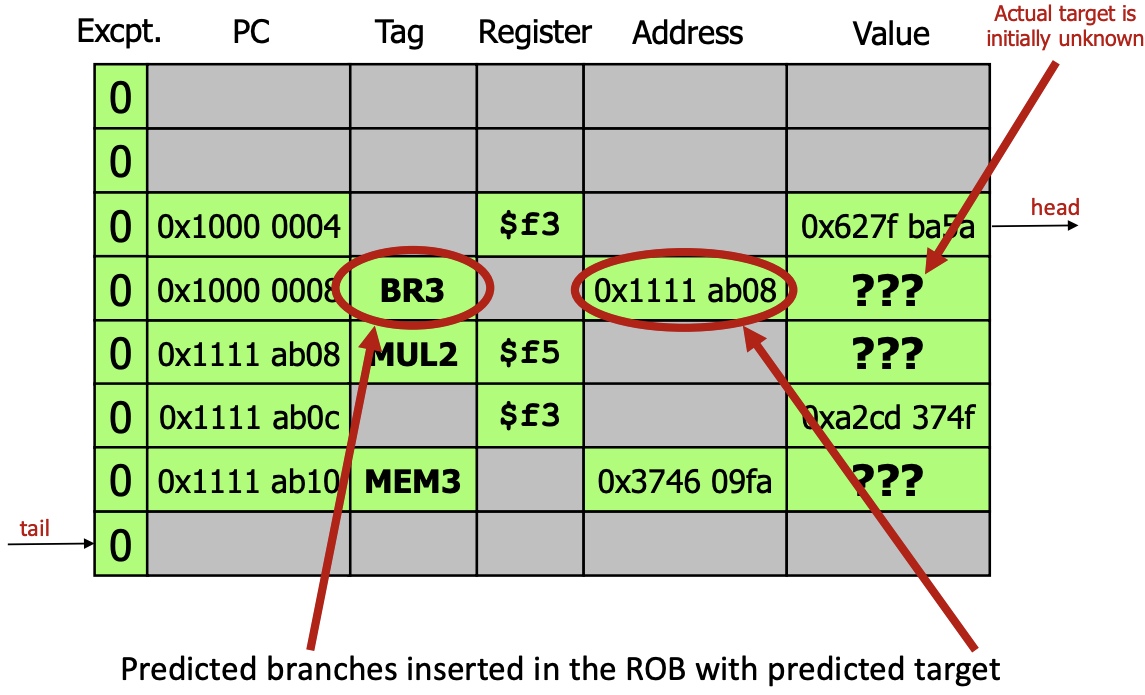 Actual target is
initially unknown
Excpt. PC Tag Register Address Value
0
0
0 0x1000 0004 $f3 0x627f ba5a
head
0 0x1000 0008 BR3 0x1111 ab08 ???
0 0x1111 ab08 MUL2 $f5 ???
0 0x1111 ab0c $f3 0xa2cd 374f
0 0x1111 ab10 MEM3 0x3746 09fa ???
tail
0
Predicted branches inserted in the ROB with predicted target